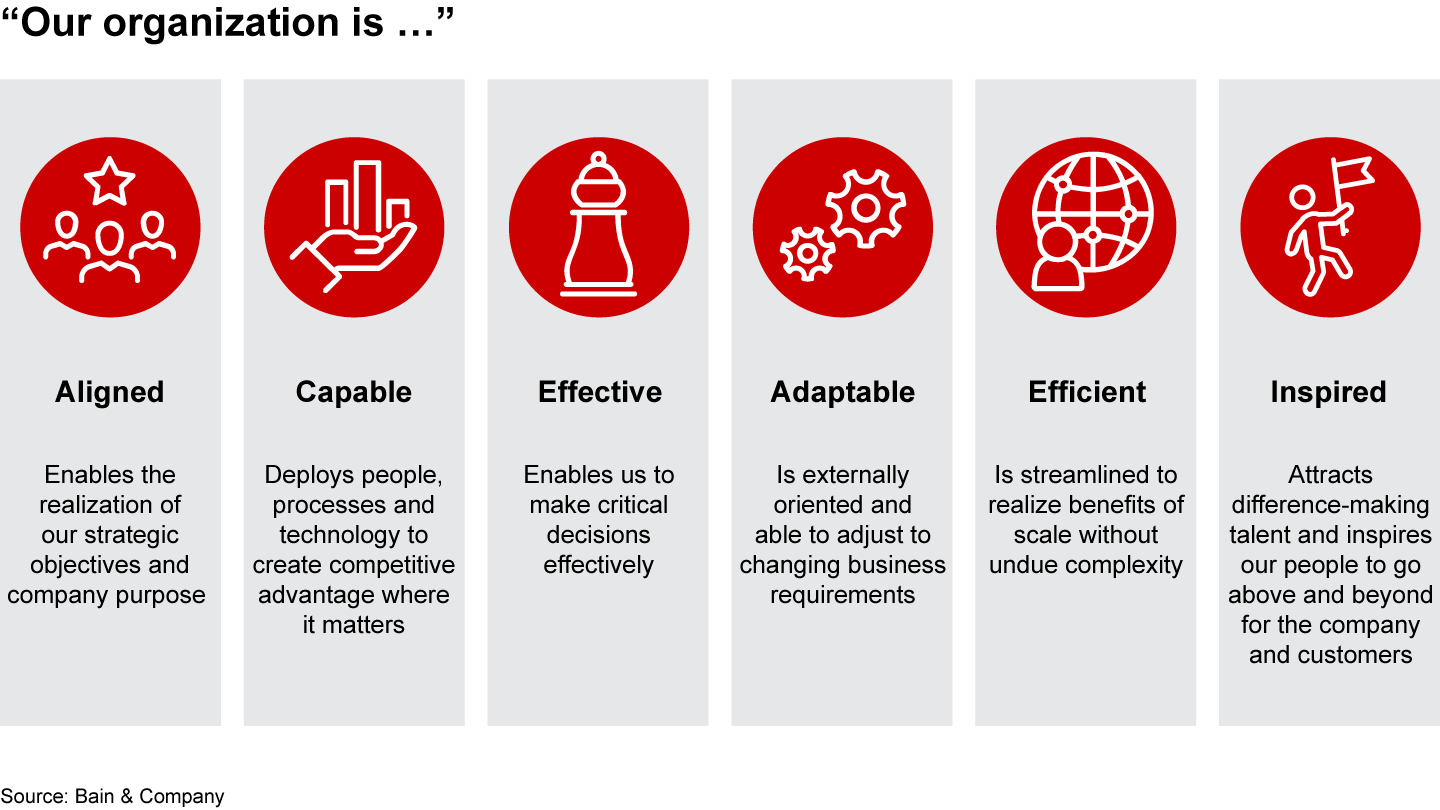 “Our organization is …”
Aligned
Enables the
realization of
our strategic
objectives and
company purpose
Capable
Deploys people,
processes and
technology to
create competitive
advantage where
it matters
Effective
Enables us to
make critical
decisions
effectively
Adaptable
Is externally
oriented and
able to adjust to
changing business
requirements
Efficient
Is streamlined to
realize benefits of
scale without
undue complexity
Inspired
Attracts
difference-making
talent and inspires
our people to go
above and beyond
for the company
and customers
Source: Bain & Company